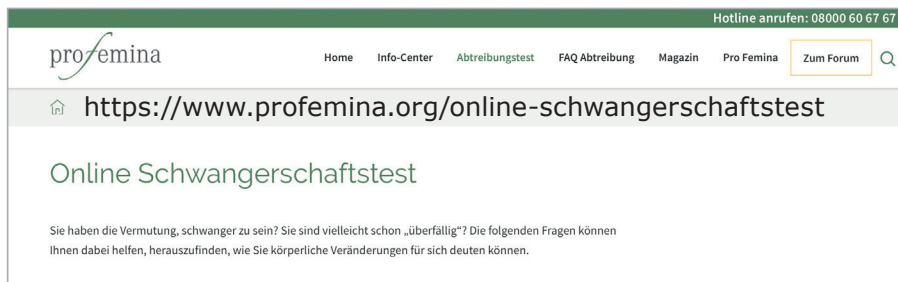 Hotline anrufen: 08000 60 67 67
profemina
Home Info-Center Abtreibungstest FAQ Abtreibung Magazin Pro Femina Zum Forum
https://www.profemina.org/online-schwangerschaftstest
Online Schwangerschaftstest
Sie haben die Vermutung, schwanger zu sein? Sie sind vielleicht schon „überfällig“? Die folgenden Fragen können
Ihnen dabei helfen, herauszufinden, wie Sie körperliche Veränderungen für sich deuten können.